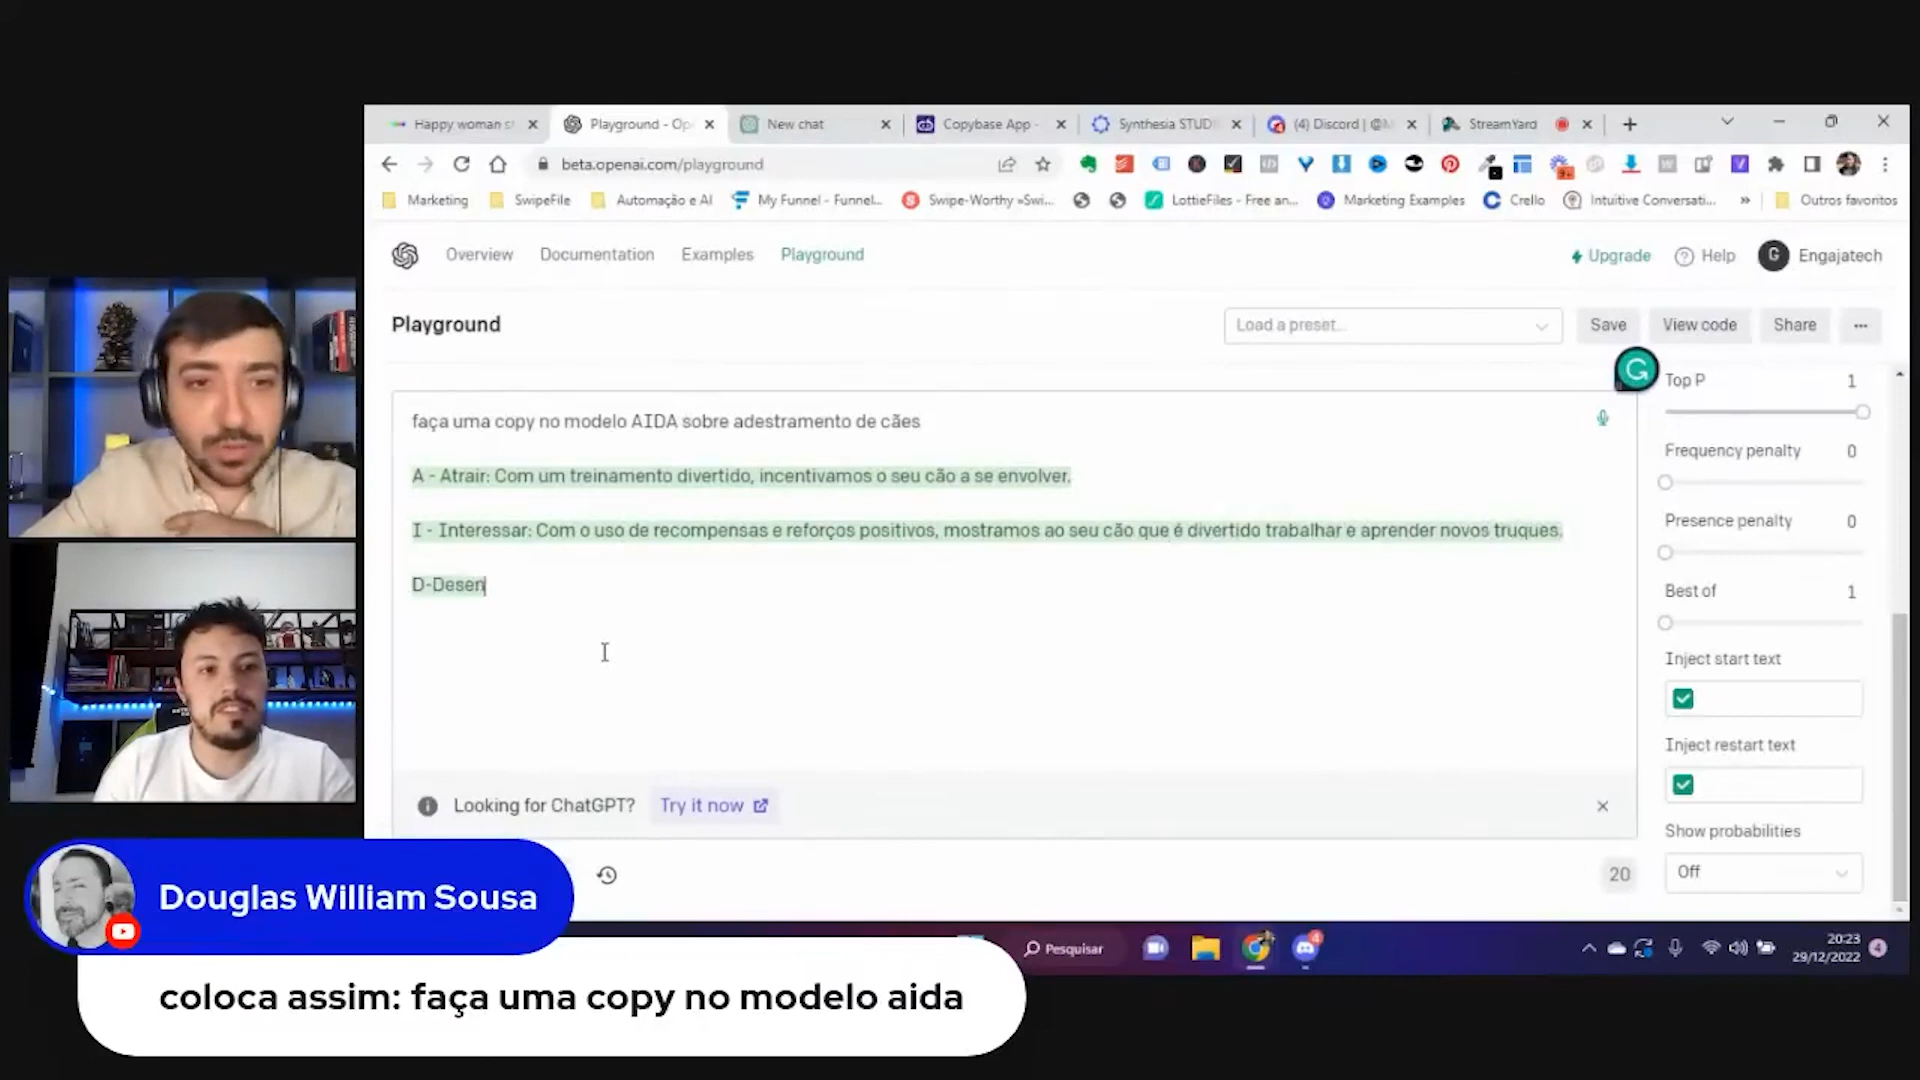 Happy woman s
Playground - Op
New chat
Copybase App -
Synthesia STUD
(4) Discord | @M
StreamYard
beta.openai.com/playground
Marketing
SwipeFile
Automação e AI
My Funnel - Funnel...
Swipe-Worthy »Swi...
LottieFiles - Free an...
Marketing Examples
Crello
Intuitive Conversati...
»
Outros favoritos
Overview
Documentation
Examples
Playground
Upgrade
Help
G
Engajatech
Playground
Load a preset...
Save
View code
Share
...
faça uma copy no modelo AIDA sobre adestramento de cães
A - Atrair: Com um treinamento divertido, incentivamos o seu cão a se envolver.
I - Interessar: Com o uso de recompensas e reforços positivos, mostramos ao seu cão que é divertido trabalhar e aprender novos truques.
D-Desen
Looking for ChatGPT?
Try it now
20
Top P
1
Frequency penalty
0
Presence penalty
0
Best of
1
Inject start text
Inject restart text
Show probabilities
Off
Pesquisar
4
20:23
29/12/2022
4
Douglas William Sousa
coloca assim: faça uma copy no modelo aida